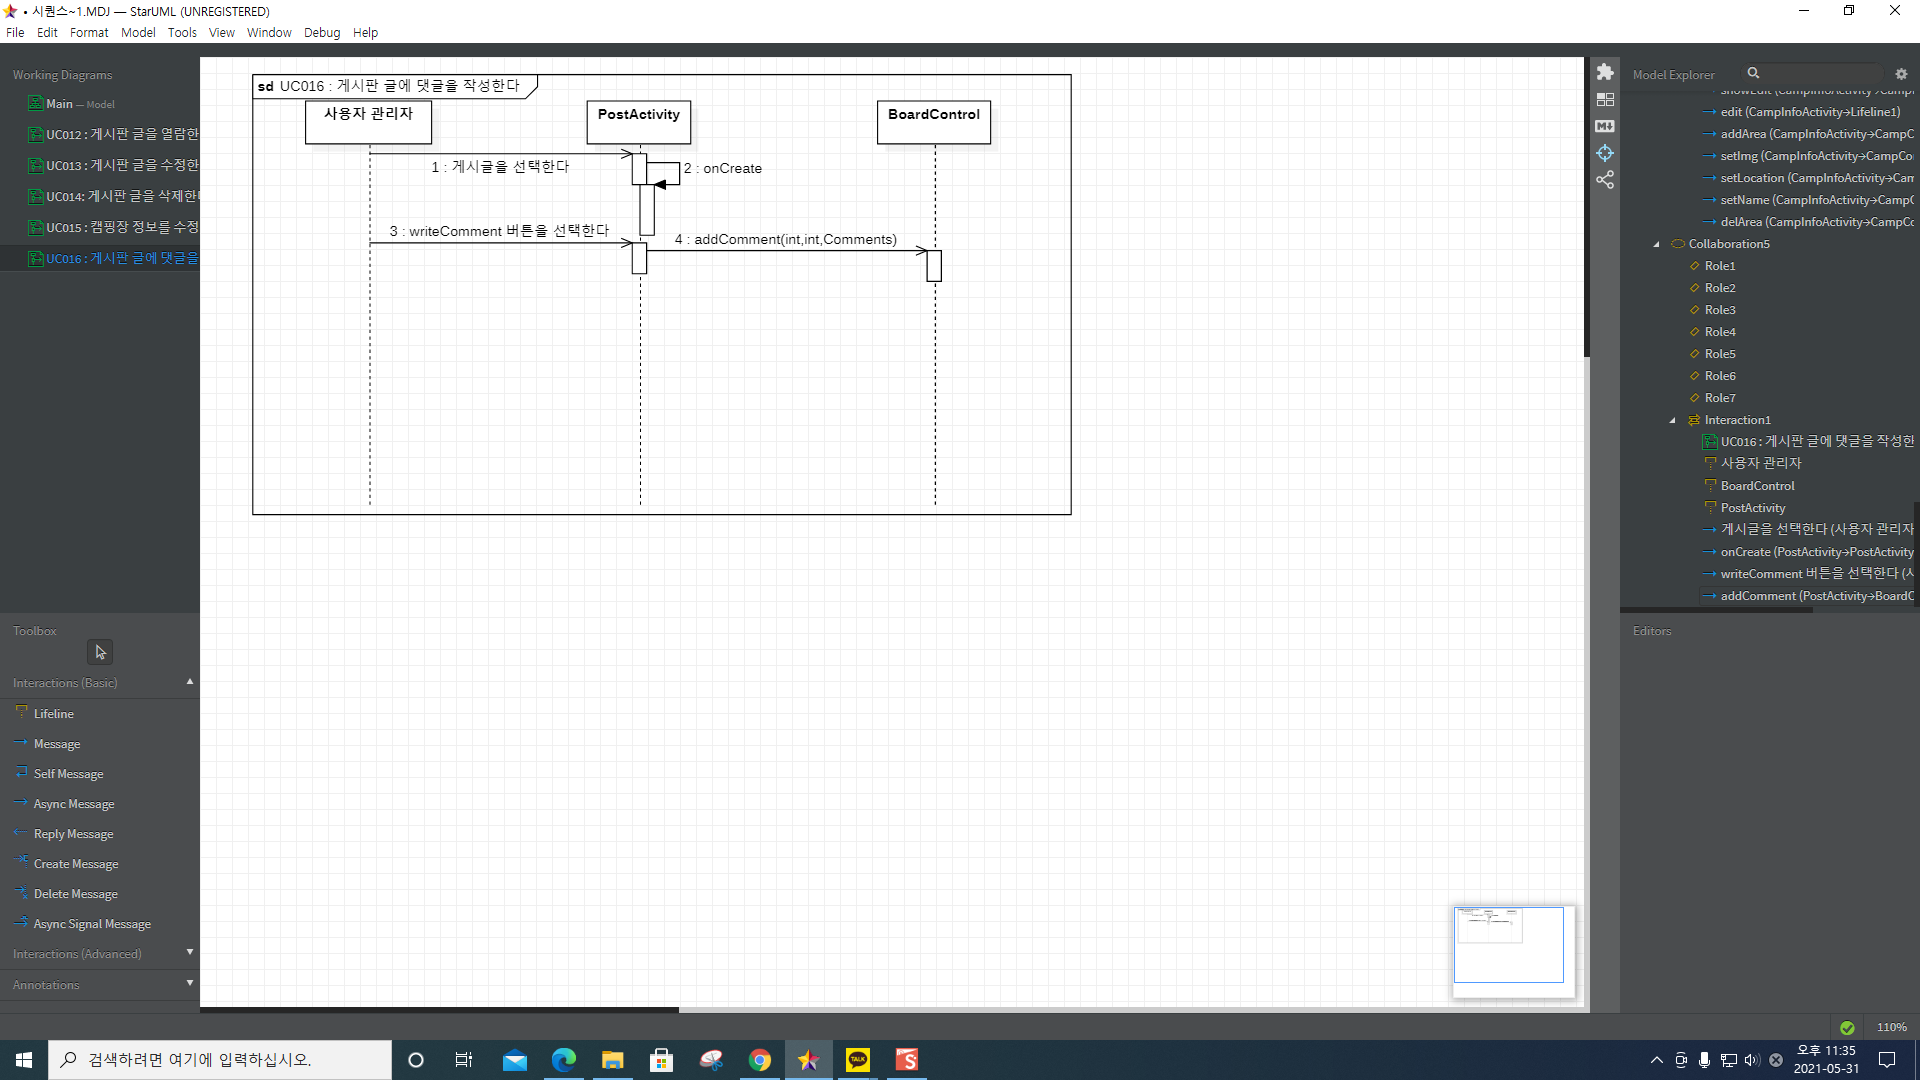 • 시퀀스~1.MDJ — StarUML (UNREGISTERED)
File Edit Format Model Tools View Window Debug Help
Working Diagrams
Main — Model
UC012 : 게시판 글을 열람한
UC013 : 게시판 글을 수정한
UC014: 게시판 글을 삭제한
UC015 : 캠핑장 정보를 수정
UC016 : 게시판 글에 댓글을
Toolbox
Interactions (Basic)
Lifeline
Message
Self Message
Async Message
Reply Message
Create Message
Delete Message
Async Signal Message
Interactions (Advanced)
Annotations
sd UC016 : 게시판 글에 댓글을 작성한다
사용자 관리자
PostActivity
BoardControl
1 : 게시글을 선택한다
2 : onCreate
3 : writeComment 버튼을 선택한다
4 : addComment(int,int,Comments)
Model Explorer
showEdit (CampInfoActivity→Camp
edit (CampInfoActivity→Lifeline1)
addArea (CampInfoActivity→CampC
setImg (CampInfoActivity→CampCo
setLocation (CampInfoActivity→Cam
setName (CampInfoActivity→CampC
delArea (CampInfoActivity→CampCo
Collaboration5
Role1
Role2
Role3
Role4
Role5
Role6
Role7
Interaction1
UC016 : 게시판 글에 댓글을 작성한
사용자 관리자
BoardControl
PostActivity
게시글을 선택한다 (사용자 관리자
onCreate (PostActivity→PostActivity
writeComment 버튼을 선택한다 (사
addComment (PostActivity→BoardC
Editors
110%
검색하려면 여기에 입력하십시오.
TALK
S
오후 11:35
2021-05-31